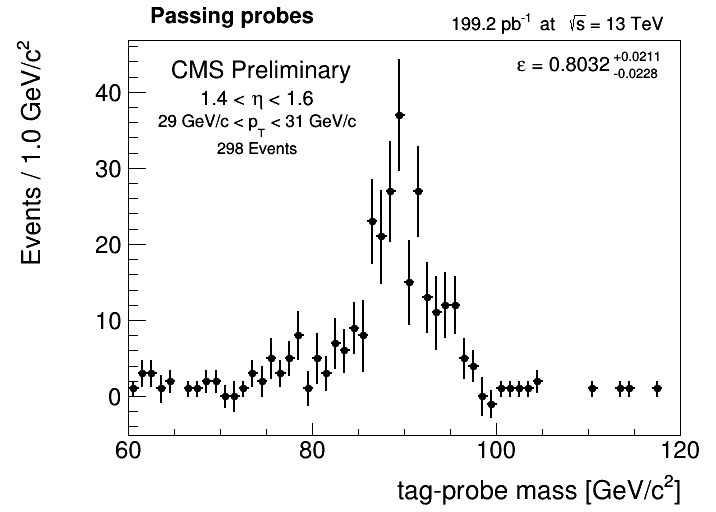 Passing probes
199.2 pb⁻¹ at √s = 13 TeV
CMS Preliminary
1.4 < η < 1.6
29 GeV/c < p_T < 31 GeV/c
298 Events
ε = 0.8032 +0.0211 -0.0228
Events / 1.0 GeV/c²
40
30
20
10
0
60 80 100 120
tag-probe mass [GeV/c²]